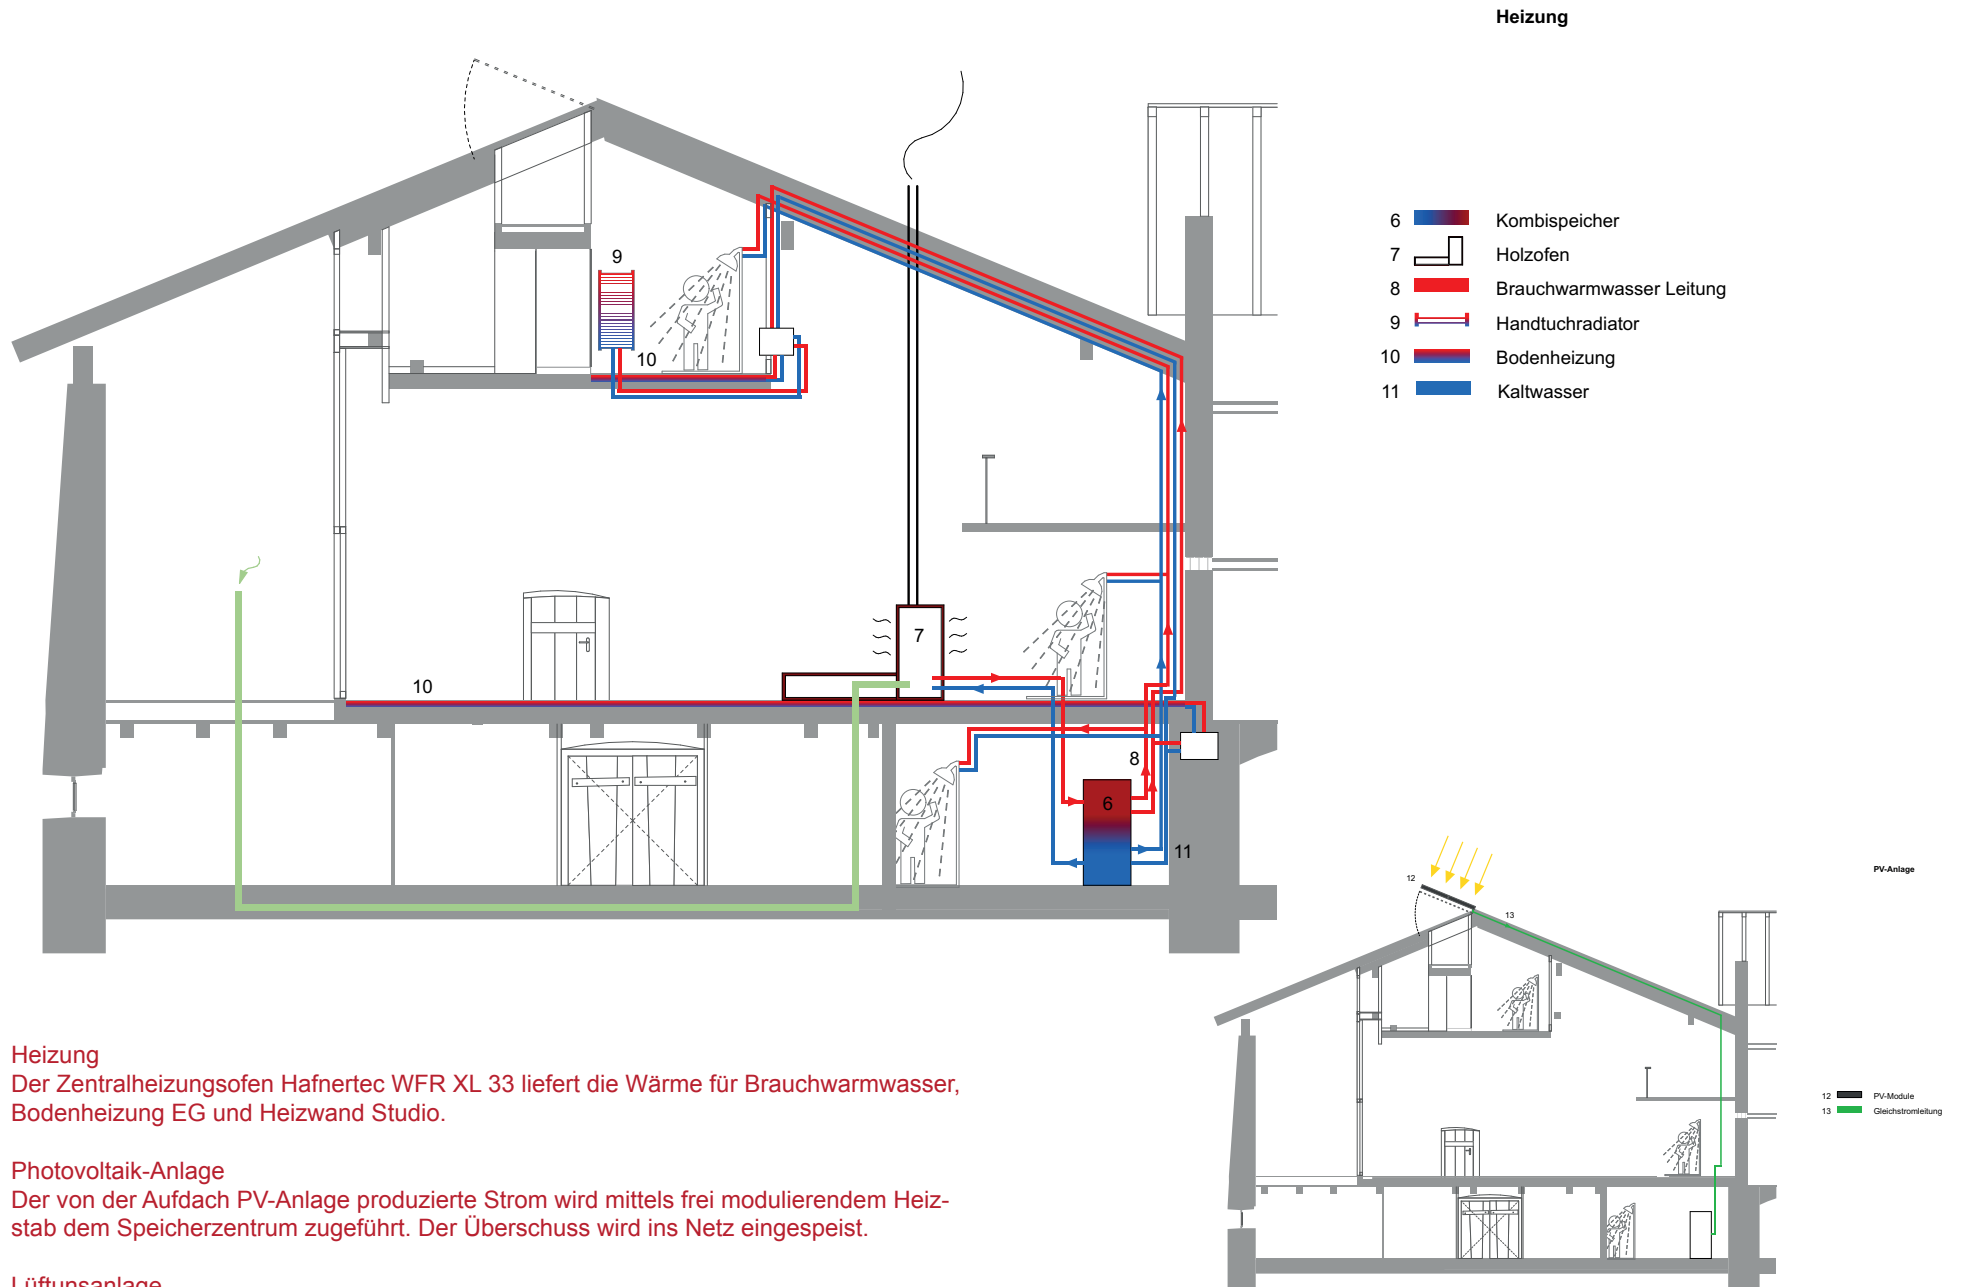 Heizung
6 Kombispeicher
7 Holzofen
8 Brauchwarmwasser Leitung
9 Handtuchradiator
10 Bodenheizung
11 Kaltwasser
9
10
7
10
8
6
11
PV-Anlage
12
13
12 PV-Module
13 Gleichstromleitung
Heizung
Der Zentralheizungsofen Hafnertec WFR XL 33 liefert die Wärme für Brauchwarmwasser,
Bodenheizung EG und Heizwand Studio.
Photovoltaik-Anlage
Der von der Aufdach PV-Anlage produzierte Strom wird mittels frei modulierendem Heiz-
stab dem Speicherzentrum zugeführt. Der Überschuss wird ins Netz eingespeist.
Lüftunsanlage